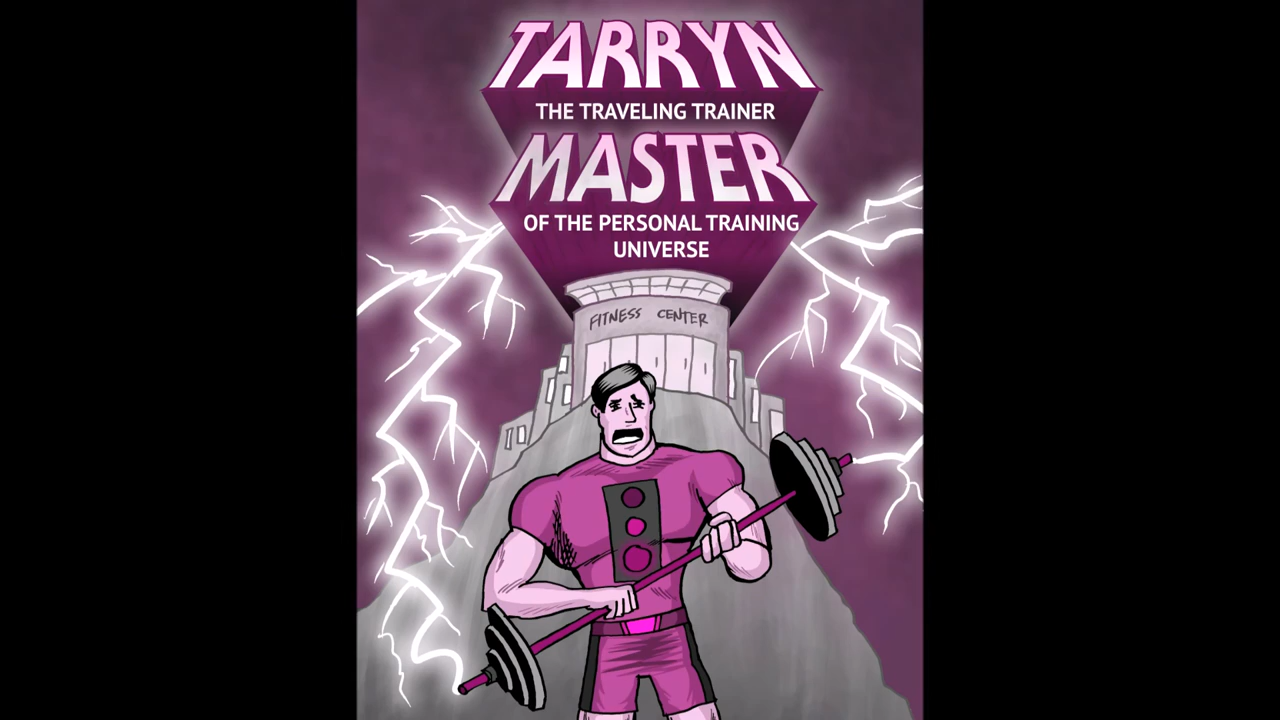 TARRYN
THE TRAVELING TRAINER
MASTER
OF THE PERSONAL TRAINING
UNIVERSE
FITNESS CENTER